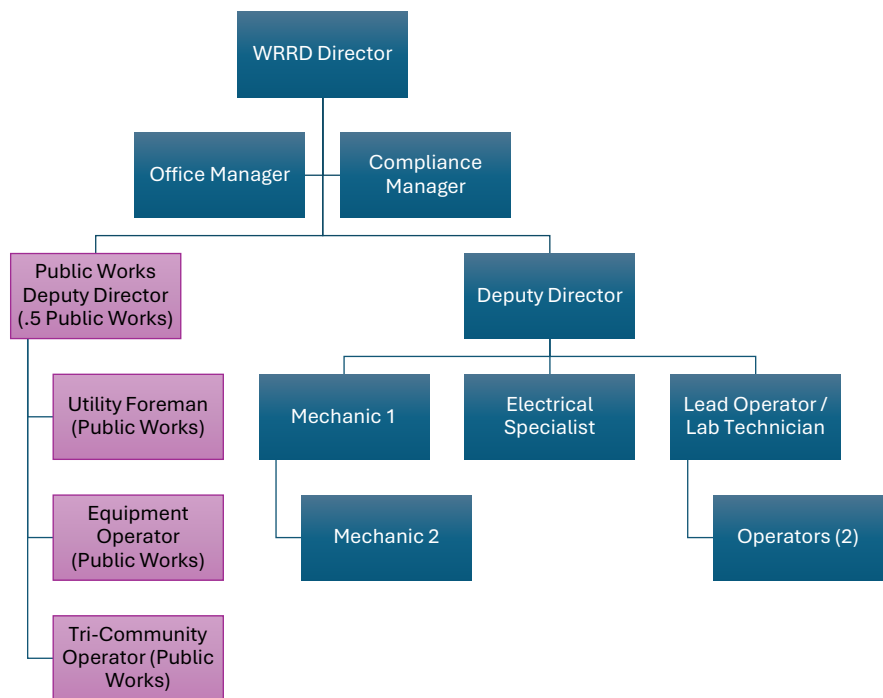 WRRD Director
Office Manager
Compliance
Manager
Public Works
Deputy Director
(.5 Public Works)
Deputy Director
Utility Foreman
(Public Works)
Mechanic 1
Electrical
Specialist
Lead Operator /
Lab Technician
Equipment
Operator
(Public Works)
Mechanic 2
Operators (2)
Tri-Community
Operator (Public
Works)